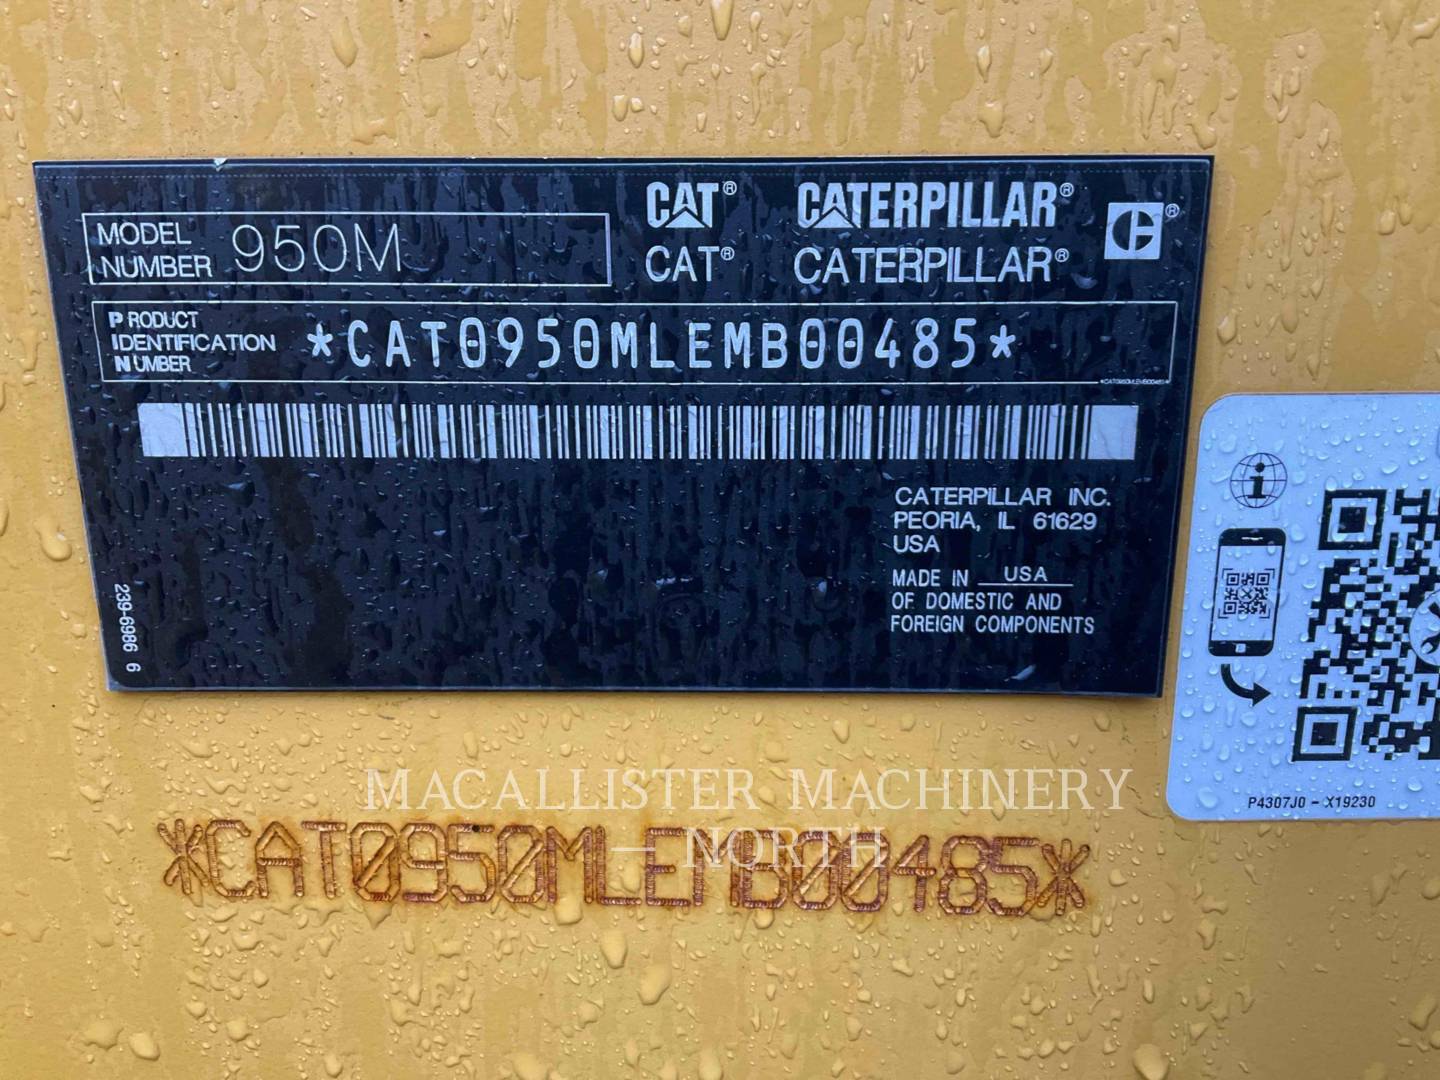 CAT® CATERPILLAR®
CAT® CATERPILLAR®
MODEL NUMBER 950M
PRODUCT IDENTIFICATION NUMBER *CAT0950MLEMB00485*
*CAT0950MLEMB00485*
CATERPILLAR INC.
PEORIA, IL 61629
USA
MADE IN USA
OF DOMESTIC AND
FOREIGN COMPONENTS
239-6986 6
P4307J0 - X19230
MACALLISTER MACHINERY
— NORTH
*CAT0950MLEMB00485*